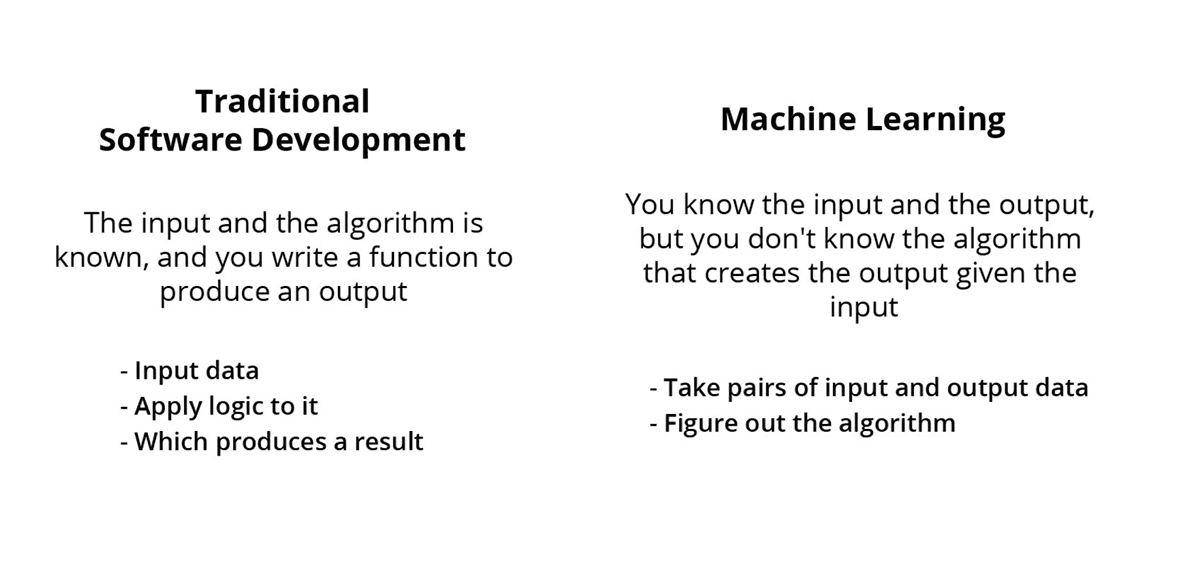 Traditional
Software Development
The input and the algorithm is
known, and you write a function to
produce an output
- Input data
- Apply logic to it
- Which produces a result
Machine Learning
You know the input and the output,
but you don't know the algorithm
that creates the output given the
input
- Take pairs of input and output data
- Figure out the algorithm